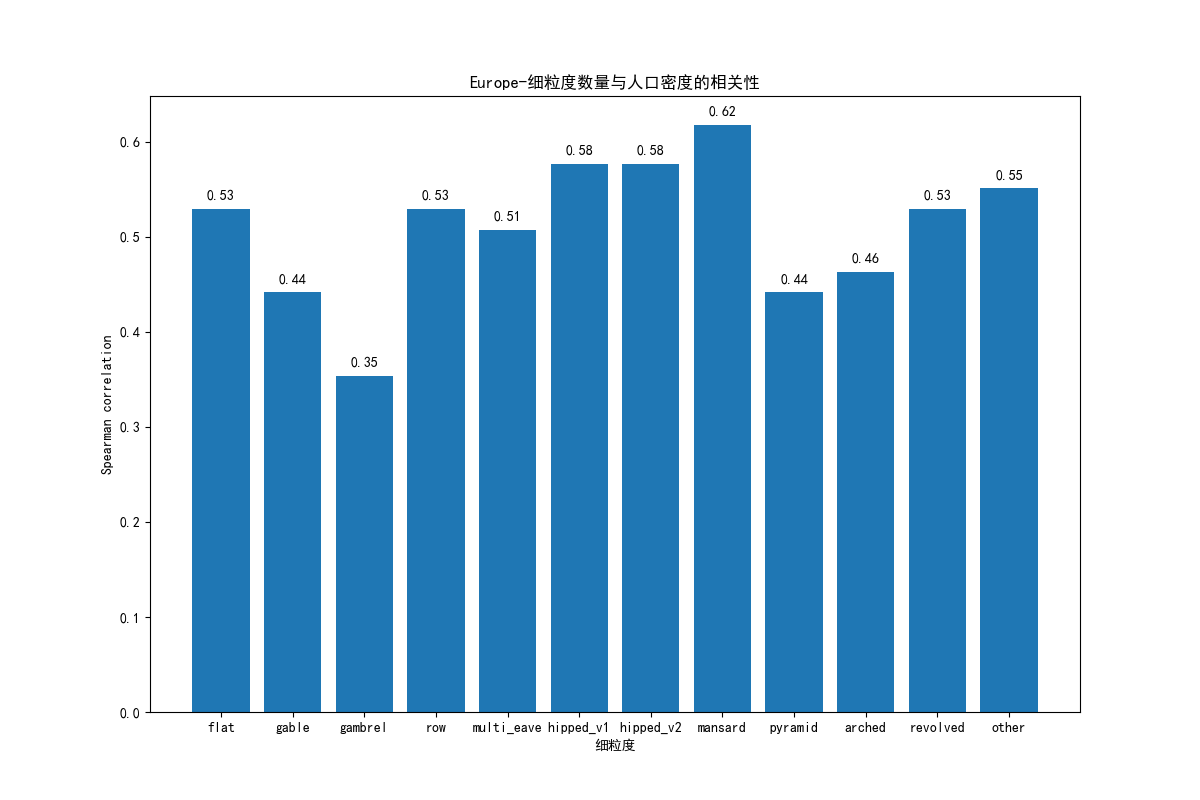 Europe-细粒度数量与人口密度的相关性
0.62
0.58 0.58
0.55
0.53 0.53 0.53
0.51
0.46
0.44 0.44
0.35
0.6
0.5
0.4
0.3
0.2
0.1
0.0
Spearman correlation
flat gable gambrel row multi_eave hipped_v1 hipped_v2 mansard pyramid arched revolved other
细粒度